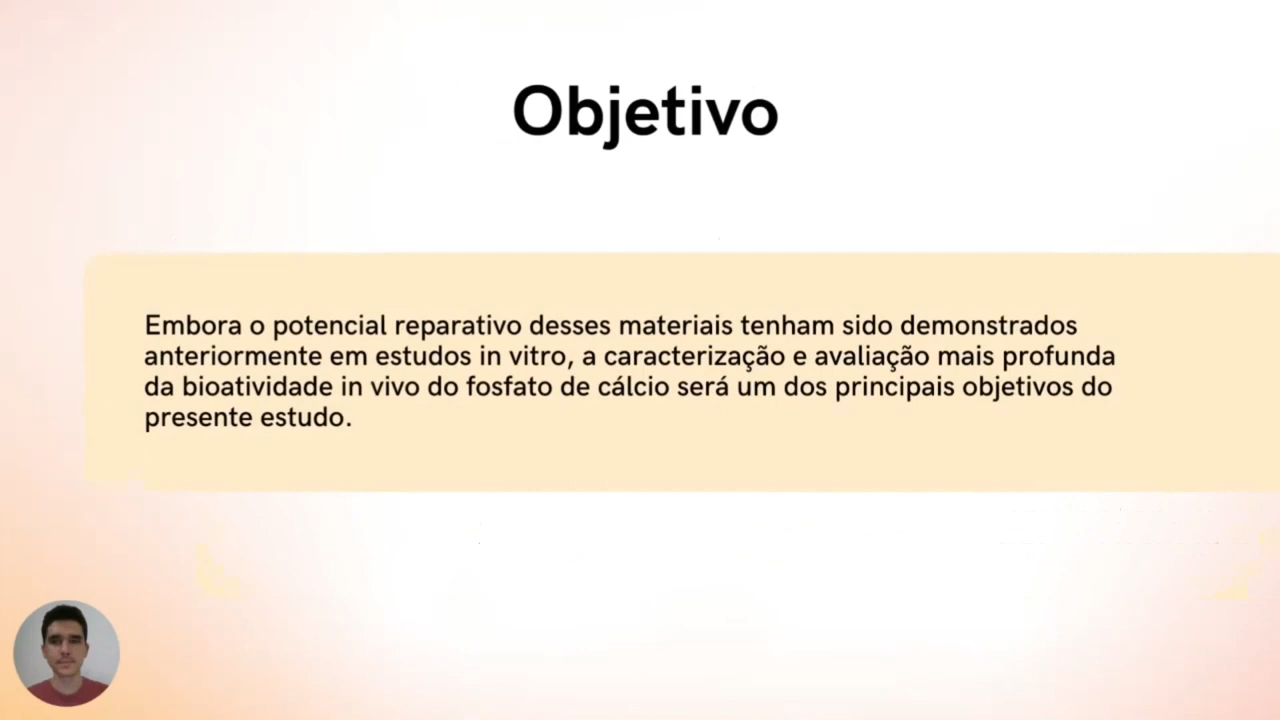 Objetivo
Embora o potencial reparativo desses materiais tenham sido demonstrados
anteriormente em estudos in vitro, a caracterização e avaliação mais profunda
da bioatividade in vivo do fosfato de cálcio será um dos principais objetivos do
presente estudo.